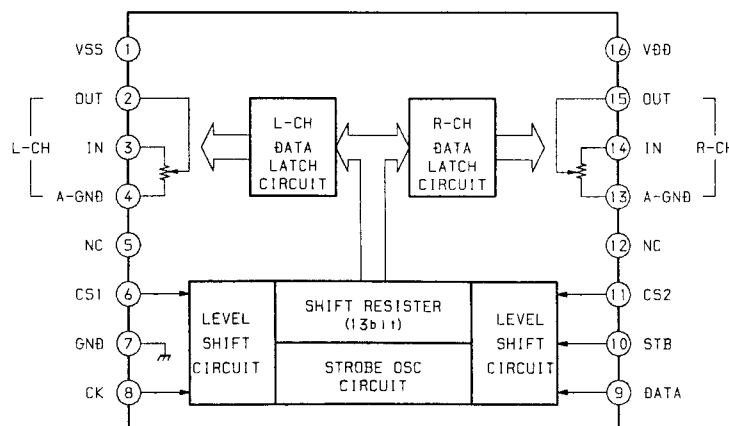 VSS 1
16 VDD
OUT 2
15 OUT
L-CH
R-CH
IN 3
14 IN
A-GND 4
13 A-GND
NC 5
12 NC
CS1 6
11 CS2
GND 7
10 STB
CK 8
9 DATA
L-CH
DATA
LATCH
CIRCUIT
R-CH
DATA
LATCH
CIRCUIT
LEVEL
SHIFT
CIRCUIT
SHIFT RESISTER
(13bit)
STROBE OSC
CIRCUIT
LEVEL
SHIFT
CIRCUIT